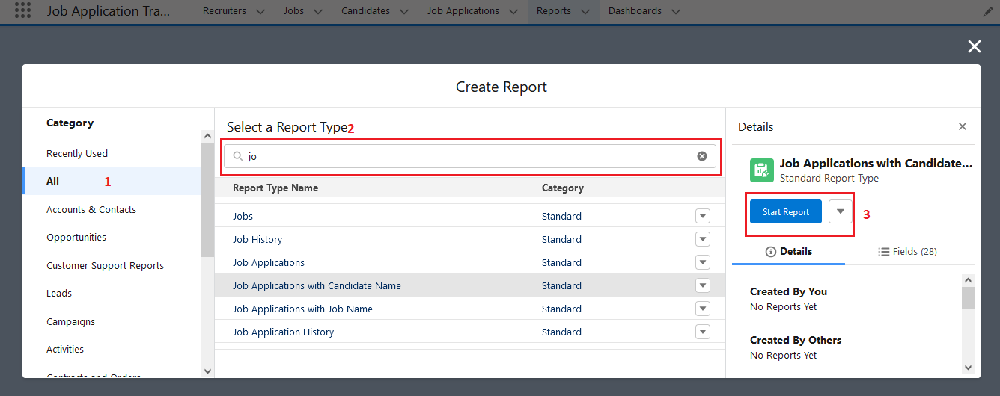 Job Application Tra... Recruiters Jobs Candidates Job Applications Reports Dashboards
Create Report
Category
Recently Used
All 1
Accounts & Contacts
Opportunities
Customer Support Reports
Leads
Campaigns
Activities
Contracts and Orders
Select a Report Type2
jo
Report Type Name Category
Jobs Standard
Job History Standard
Job Applications Standard
Job Applications with Candidate Name Standard
Job Applications with Job Name Standard
Job Application History Standard
Details
Job Applications with Candidate...
Standard Report Type
Start Report 3
Details Fields (28)
Created By You
No Reports Yet
Created By Others
No Reports Yet